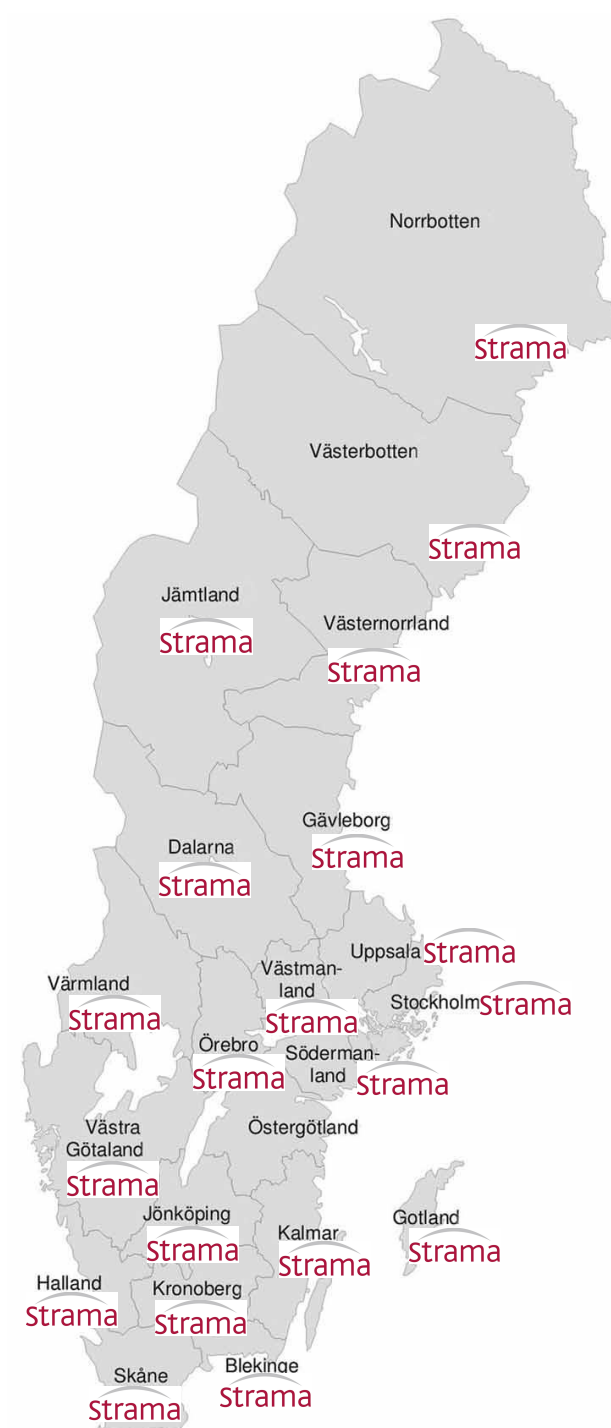 Norrbotten
Strama
Västerbotten
Strama
Jämtland
Strama
Västernorrland
Strama
Gävleborg
Strama
Dalarna
Strama
Uppsala Strama
Västman-
land
Strama
Värmland
Strama
Stockholm Strama
Örebro
Strama
Söderman-
land
Strama
Västra
Götaland
Strama
Östergötland
Jönköping
Strama
Kalmar
Strama
Gotland
Strama
Halland
Strama
Kronoberg
Strama
Blekinge
Strama
Skåne
Strama